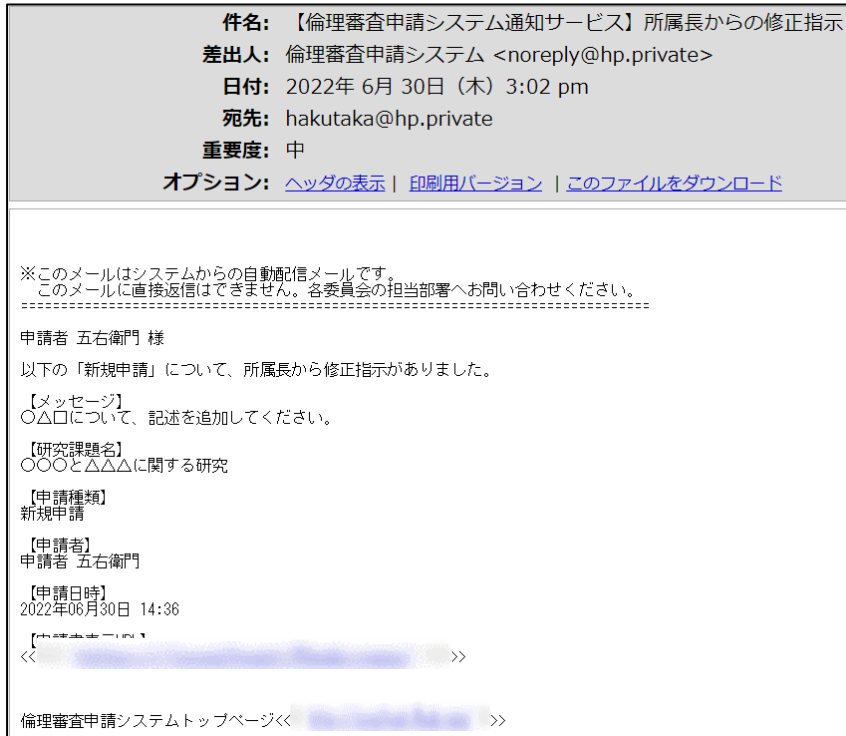 件名: 【倫理審査申請システム通知サービス】所属長からの修正指示
差出人: 倫理審査申請システム <noreply@hp.private>
日付: 2022年 6月 30日（木）3:02 pm
宛先: hakutaka@hp.private
重要度: 中
オプション: ヘッダの表示 | 印刷用バージョン | このファイルをダウンロード
※このメールはシステムからの自動配信メールです。
このメールに直接返信はできません。各委員会の担当部署へお問い合わせください。
==============================================================================
申請者 五右衛門 様
以下の「新規申請」について、所属長から修正指示がありました。
【メッセージ】
○△□について、記述を追加してください。
【研究課題名】
○○○と△△△に関する研究
【申請種類】
新規申請
【申請者】
申請者 五右衛門
【申請日時】
2022年06月30日 14:36
<< >>
倫理審査申請システムトップページ<< >>